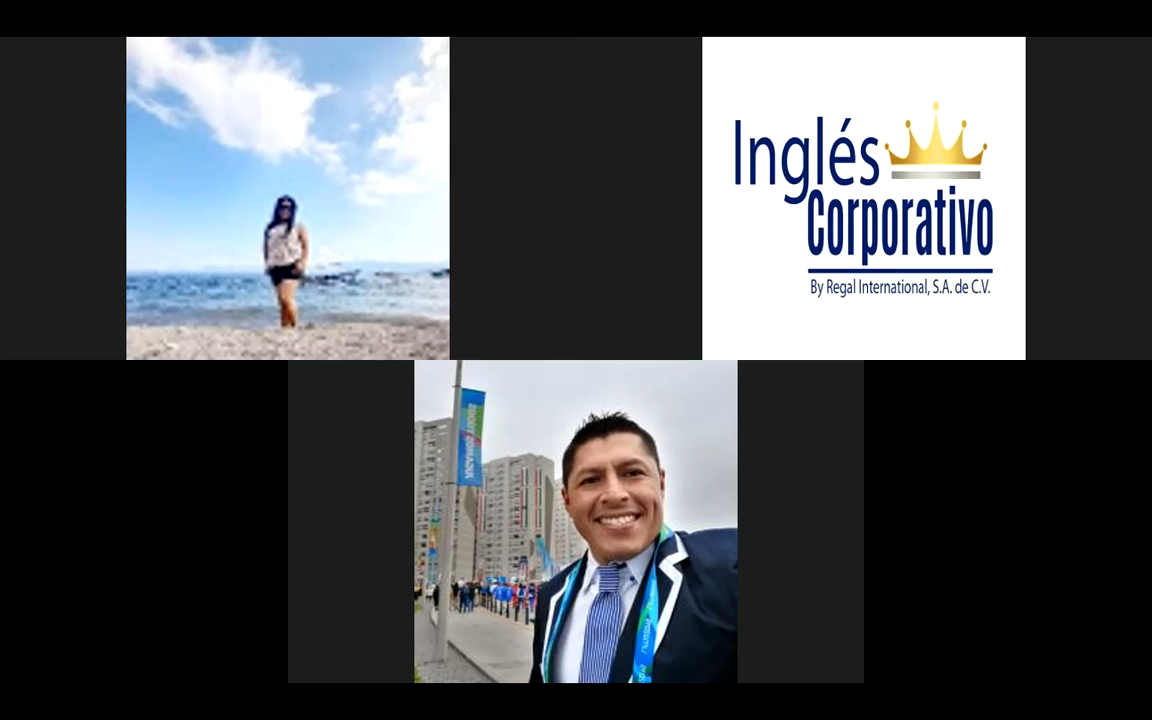 Inglés
Corporativo
By Regal International, S.A. de C.V.